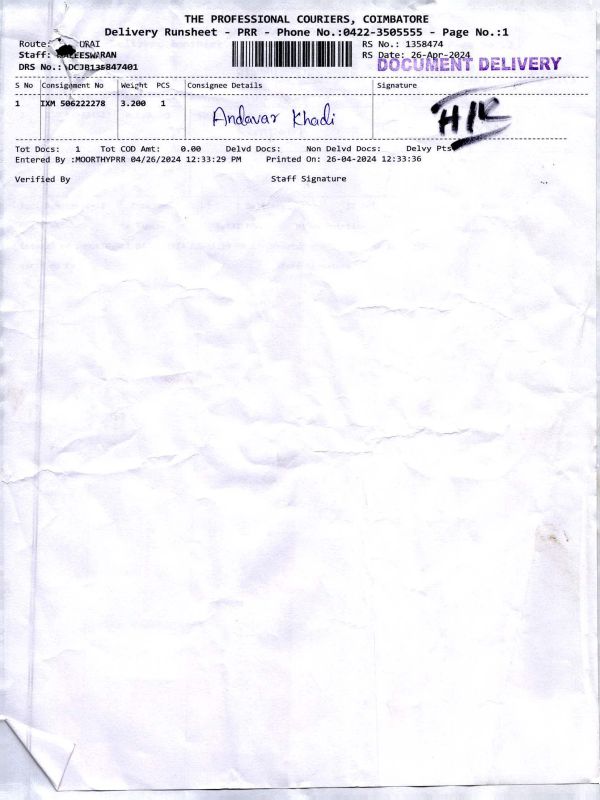 THE PROFESSIONAL COURIERS, COIMBATORE
Delivery Runsheet - PRR - Phone No.:0422-3505555 - Page No.:1
Route: RS No.: 1358474
Staff: RS Date: 26-Apr-2024
DRS No.: DOCUMENT DELIVERY
S No Consignment No Weight PCS Consignee Details Signature
1 IXM 506222278 3.200 1 Andavar Khadi H/K
Tot Docs: 1 Tot COD Amt: 0.00 Delvd Docs: Non Delvd Docs: Delvy Pts
Entered By :MOORTHYPRR 04/26/2024 12:33:29 PM Printed On: 26-04-2024 12:33:36
Verified By Staff Signature